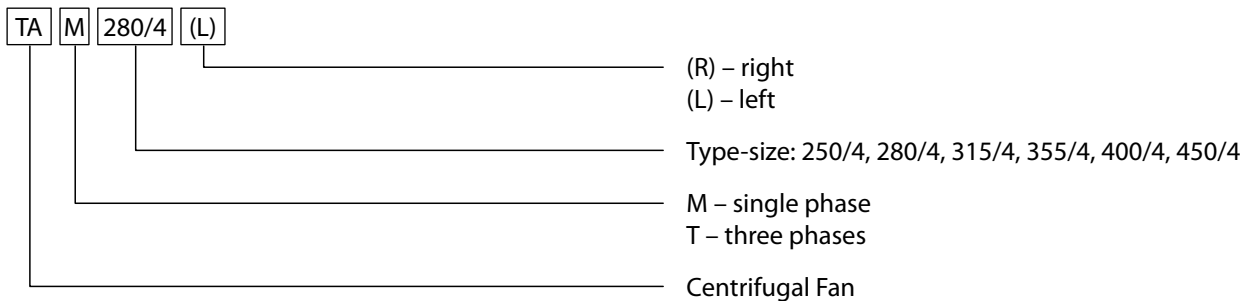 TA M 280/4 (L)
(R) – right
(L) – left
Type-size: 250/4, 280/4, 315/4, 355/4, 400/4, 450/4
M – single phase
T – three phases
Centrifugal Fan